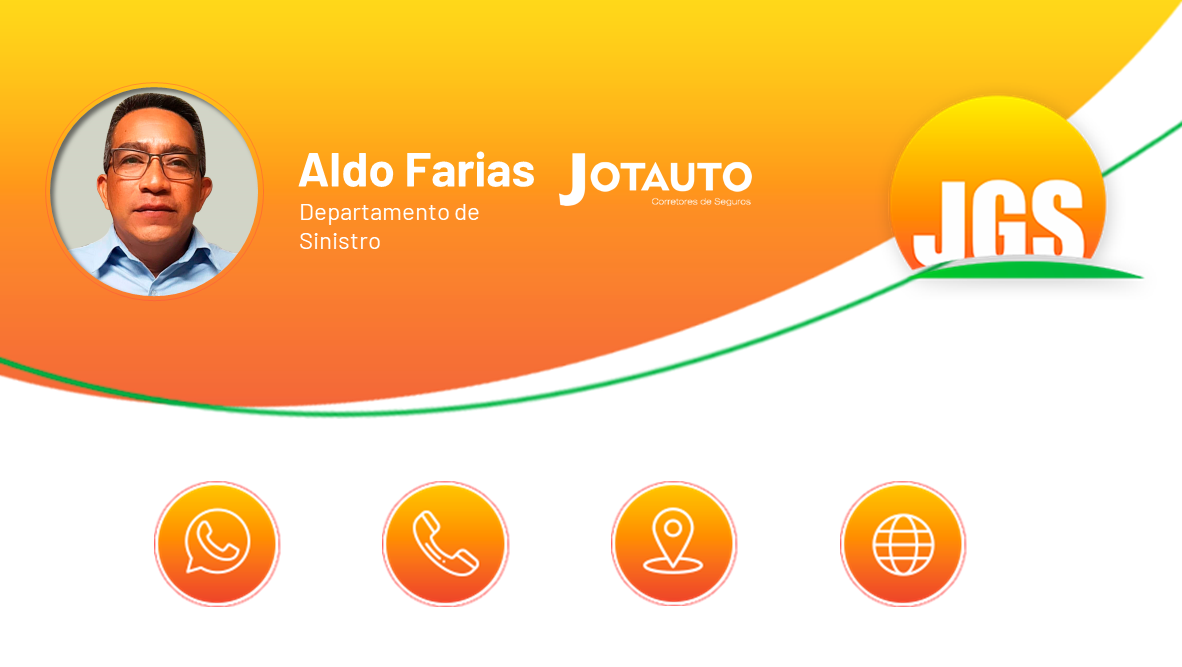 Aldo Farias
Departamento de
Sinistro
JOTAUTO
Corretores de Seguros
JGS